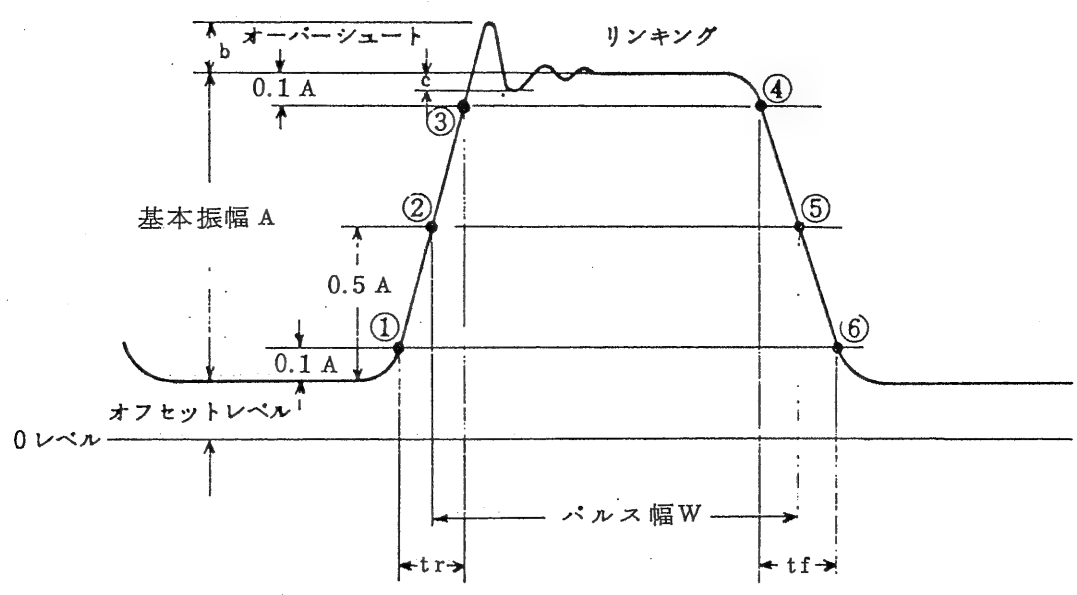 オーバーシュート
リンキング
b
0.1 A
c
③
④
基本振幅 A
②
⑤
0.5 A
①
⑥
0.1 A
オフセットレベル
0 レベル
パルス幅W
tr
tf